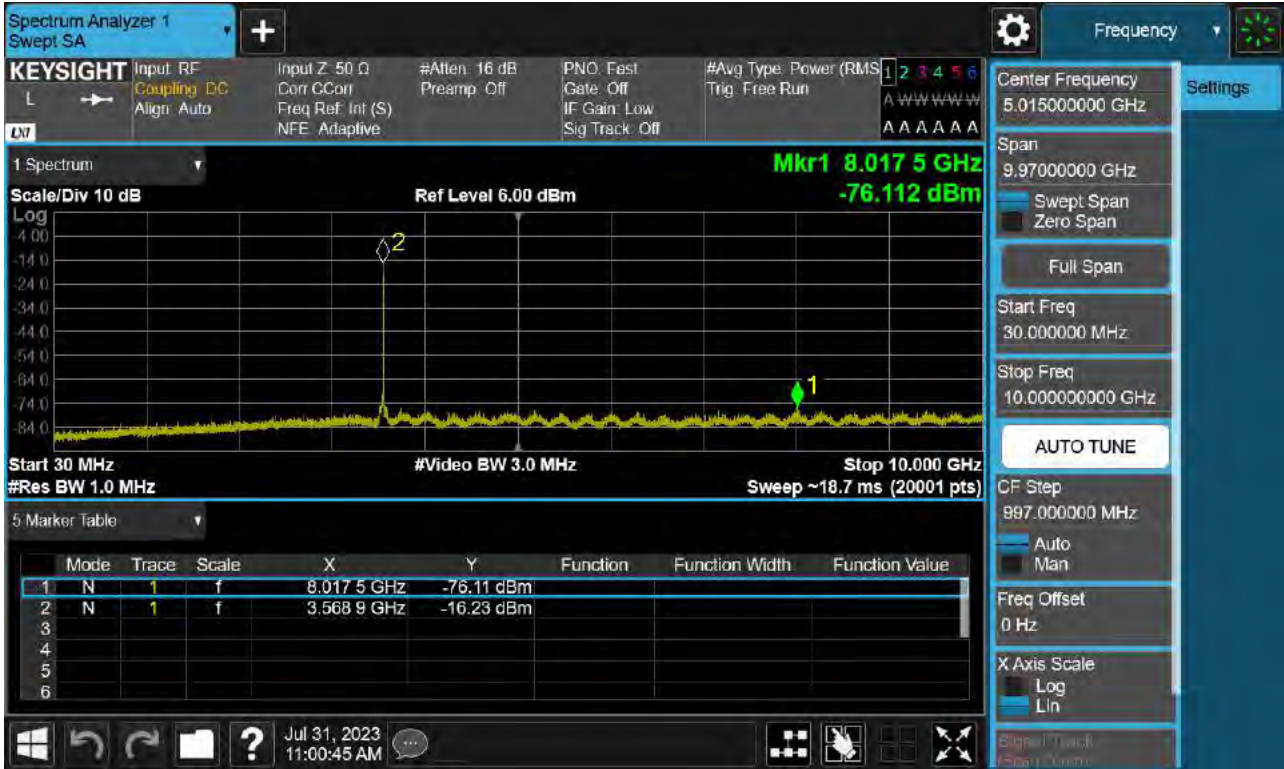 Spectrum Analyzer 1
Swept SA
+
Frequency
KEYSIGHT
L
LXI
Input: RF
Coupling: DC
Align: Auto
Input Z: 50 Ω
Corr CCorr
Freq Ref: Int (S)
NFE: Adaptive
#Atten: 16 dB
Preamp: Off
PNO: Fast
Gate: Off
IF Gain: Low
Sig Track: Off
#Avg Type: Power (RMS
Trig: Free Run
1 2 3 4 5 6
A W W W W W
A A A A A A
1 Spectrum
Mkr1 8.017 5 GHz
Scale/Div 10 dB
Ref Level 6.00 dBm
-76.112 dBm
Log
-4.00
-14.0
-24.0
-34.0
-44.0
-54.0
-64.0
-74.0
-84.0
2
1
Start 30 MHz
#Video BW 3.0 MHz
Stop 10.000 GHz
#Res BW 1.0 MHz
Sweep ~18.7 ms (20001 pts)
5 Marker Table
Mode Trace Scale X Y Function Function Width Function Value
1 N 1 f 8.017 5 GHz -76.11 dBm
2 N 1 f 3.568 9 GHz -16.23 dBm
3
4
5
6
?
Jul 31, 2023
11:00:45 AM
Center Frequency
5.015000000 GHz
Settings
Span
9.97000000 GHz
Swept Span
Zero Span
Full Span
Start Freq
30.000000 MHz
Stop Freq
10.000000000 GHz
AUTO TUNE
CF Step
997.000000 MHz
Auto
Man
Freq Offset
0 Hz
X Axis Scale
Log
Lin
Signal Track
(Span Zoom)